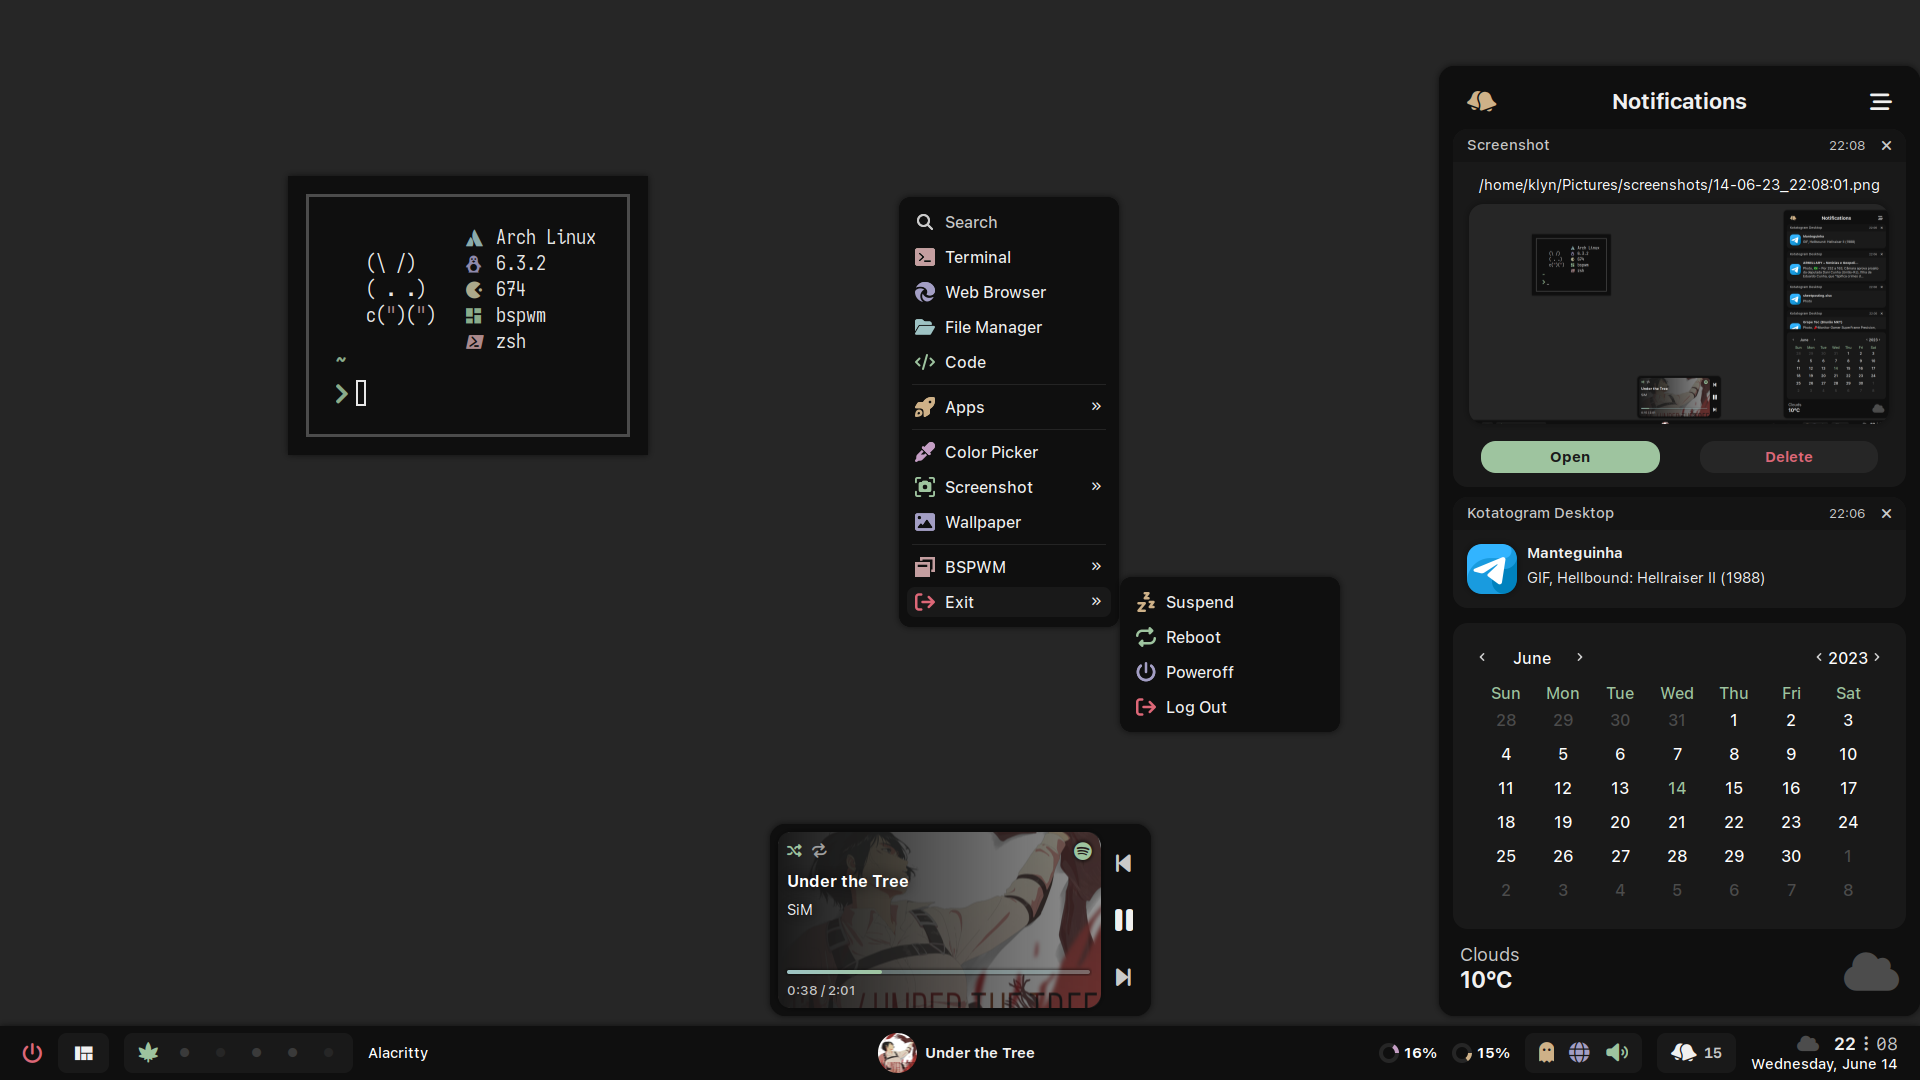 Arch Linux
6.3.2
674
bspwm
zsh
(\ /)
( . .)
c(")(")
~
❯
Search
Terminal
Web Browser
File Manager
Code
Apps »
Color Picker
Screenshot »
Wallpaper
BSPWM »
Exit »
Suspend
Reboot
Poweroff
Log Out
Notifications
Screenshot 22:08 ✕
/home/klyn/Pictures/screenshots/14-06-23_22:08:01.png
Open Delete
Kotatogram Desktop 22:06 ✕
Manteguinha
GIF, Hellbound: Hellraiser II (1988)
‹ June › ‹ 2023 ›
Sun Mon Tue Wed Thu Fri Sat
28 29 30 31 1 2 3
4 5 6 7 8 9 10
11 12 13 14 15 16 17
18 19 20 21 22 23 24
25 26 27 28 29 30 1
2 3 4 5 6 7 8
Clouds
10°C
Under the Tree
SiM
0:38 / 2:01
UNDER THE TREE
Alacritty
Under the Tree
16% 15%
15
22 : 08
Wednesday, June 14